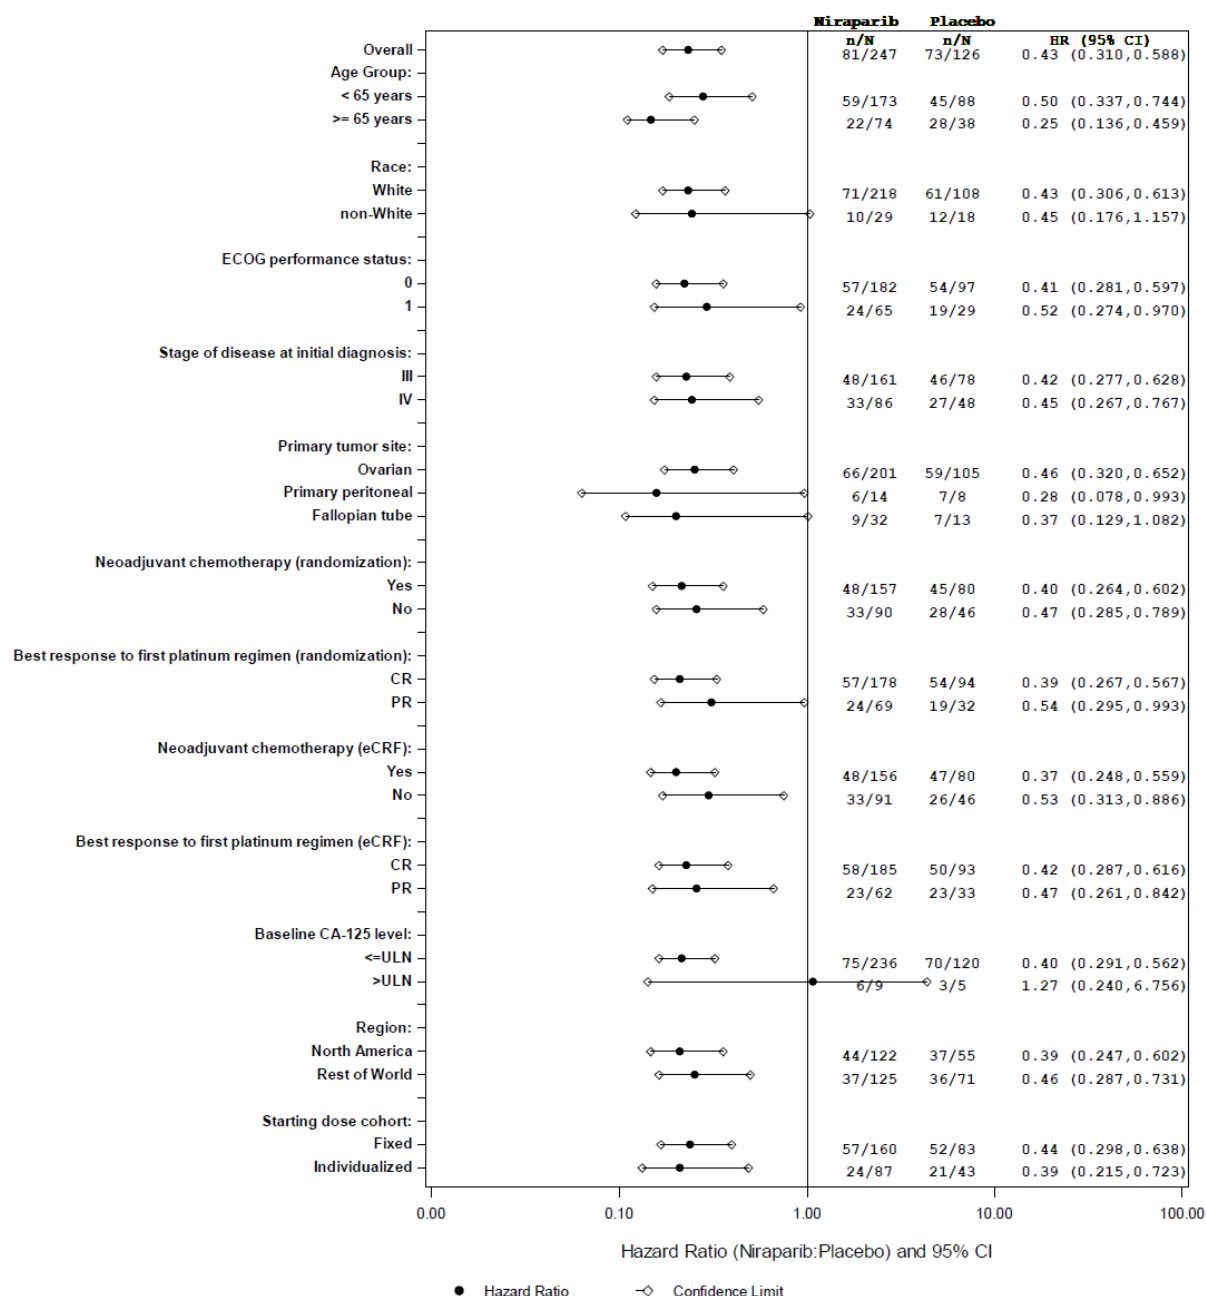 Niraparib Placebo
n/N n/N HR (95% CI)
Overall 81/247 73/126 0.43 (0.310,0.588)
Age Group:
< 65 years 59/173 45/88 0.50 (0.337,0.744)
>= 65 years 22/74 28/38 0.25 (0.136,0.459)
Race:
White 71/218 61/108 0.43 (0.306,0.613)
non-White 10/29 12/18 0.45 (0.176,1.157)
ECOG performance status:
0 57/182 54/97 0.41 (0.281,0.597)
1 24/65 19/29 0.52 (0.274,0.970)
Stage of disease at initial diagnosis:
III 48/161 46/78 0.42 (0.277,0.628)
IV 33/86 27/48 0.45 (0.267,0.767)
Primary tumor site:
Ovarian 66/201 59/105 0.46 (0.320,0.652)
Primary peritoneal 6/14 7/8 0.28 (0.078,0.993)
Fallopian tube 9/32 7/13 0.37 (0.129,1.082)
Neoadjuvant chemotherapy (randomization):
Yes 48/157 45/80 0.40 (0.264,0.602)
No 33/90 28/46 0.47 (0.285,0.789)
Best response to first platinum regimen (randomization):
CR 57/178 54/94 0.39 (0.267,0.567)
PR 24/69 19/32 0.54 (0.295,0.993)
Neoadjuvant chemotherapy (eCRF):
Yes 48/156 47/80 0.37 (0.248,0.559)
No 33/91 26/46 0.53 (0.313,0.886)
Best response to first platinum regimen (eCRF):
CR 58/185 50/93 0.42 (0.287,0.616)
PR 23/62 23/33 0.47 (0.261,0.842)
Baseline CA-125 level:
<=ULN 75/236 70/120 0.40 (0.291,0.562)
>ULN 6/9 3/5 1.27 (0.240,6.756)
Region:
North America 44/122 37/55 0.39 (0.247,0.602)
Rest of World 37/125 36/71 0.46 (0.287,0.731)
Starting dose cohort:
Fixed 57/160 52/83 0.44 (0.298,0.638)
Individualized 24/87 21/43 0.39 (0.215,0.723)
0.00 0.10 1.00 10.00 100.00
Hazard Ratio (Niraparib:Placebo) and 95% CI
Hazard Ratio Confidence Limit